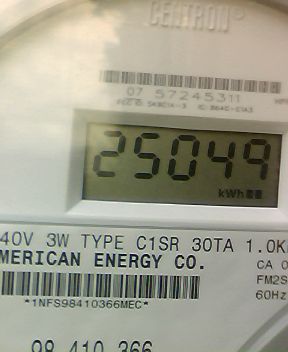 CENTRON®
07 57245311
25049
kWh
40V 3W TYPE C1SR 30TA 1.0K
MERICAN ENERGY CO.
CA 0
FM2S
60Hz
*1NFS98410366MEC*
98 410 366